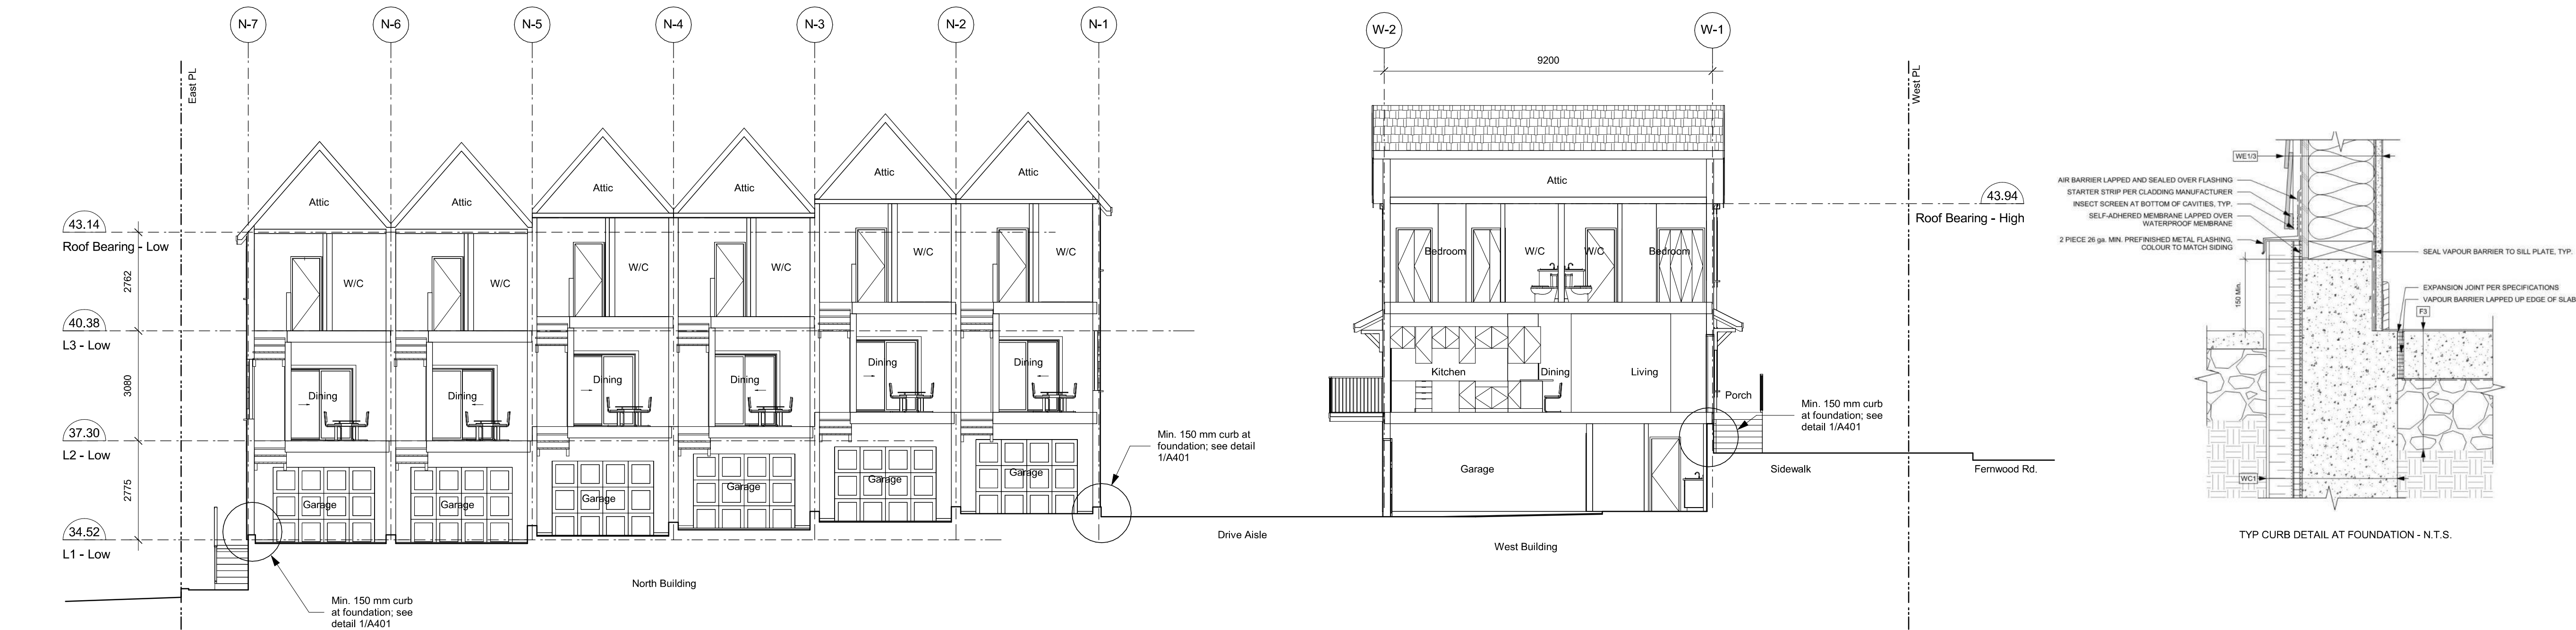 N-7
N-6
N-5
N-4
N-3
N-2
N-1
W-2
W-1
9200
East PL
West PL
Attic
Attic
Attic
Attic
Attic
Attic
Attic
43.14
Roof Bearing - Low
43.94
Roof Bearing - High
2762
W/C
W/C
W/C
W/C
W/C
W/C
Bedroom
W/C
W/C
Bedroom
40.38
L3 - Low
3080
Dining
Dining
Dining
Dining
Dining
Dining
Kitchen
Dining
Living
Porch
37.30
L2 - Low
2775
Garage
Garage
Garage
Garage
Garage
Garage
Garage
34.52
L1 - Low
Min. 150 mm curb at
foundation; see detail
1/A401
Min. 150 mm curb
at foundation; see
detail 1/A401
Sidewalk
Fernwood Rd.
Drive Aisle
West Building
North Building
Min. 150 mm curb
at foundation; see
detail 1/A401
WE1/3
AIR BARRIER LAPPED AND SEALED OVER FLASHING
STARTER STRIP PER CLADDING MANUFACTURER
INSECT SCREEN AT BOTTOM OF CAVITIES, TYP.
SELF-ADHERED MEMBRANE LAPPED OVER
WATERPROOF MEMBRANE
2 PIECE 26 ga. MIN. PREFINISHED METAL FLASHING,
COLOUR TO MATCH SIDING
SEAL VAPOUR BARRIER TO SILL PLATE, TYP.
150 Min.
EXPANSION JOINT PER SPECIFICATIONS
VAPOUR BARRIER LAPPED UP EDGE OF SLAB
F3
WC1
TYP CURB DETAIL AT FOUNDATION - N.T.S.